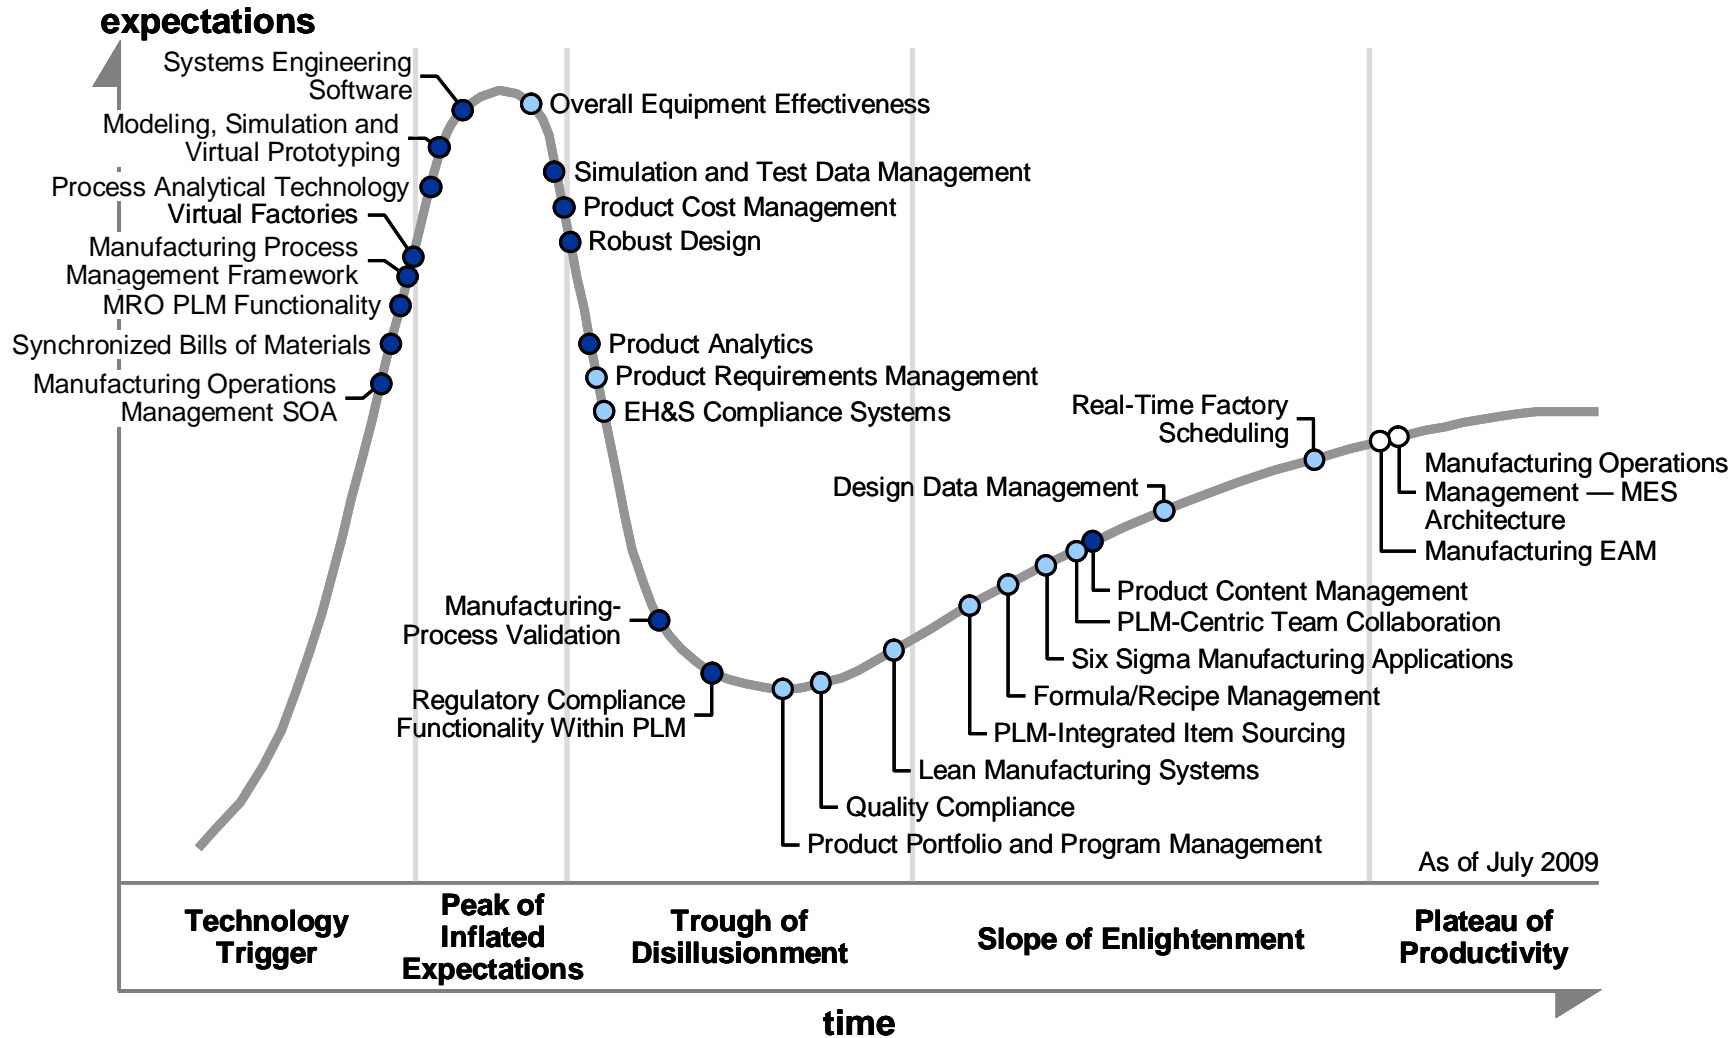 expectations
Systems Engineering
Software
Modeling, Simulation and
Virtual Prototyping
Process Analytical Technology
Virtual Factories
Manufacturing Process
Management Framework
MRO PLM Functionality
Synchronized Bills of Materials
Manufacturing Operations
Management SOA
Overall Equipment Effectiveness
Simulation and Test Data Management
Product Cost Management
Robust Design
Product Analytics
Product Requirements Management
EH&S Compliance Systems
Manufacturing-
Process Validation
Regulatory Compliance
Functionality Within PLM
Product Portfolio and Program Management
Quality Compliance
Lean Manufacturing Systems
PLM-Integrated Item Sourcing
Formula/Recipe Management
Six Sigma Manufacturing Applications
PLM-Centric Team Collaboration
Product Content Management
Design Data Management
Real-Time Factory
Scheduling
Manufacturing Operations
Management — MES
Architecture
Manufacturing EAM
As of July 2009
Technology
Trigger
Peak of
Inflated
Expectations
Trough of
Disillusionment
Slope of Enlightenment
Plateau of
Productivity
time